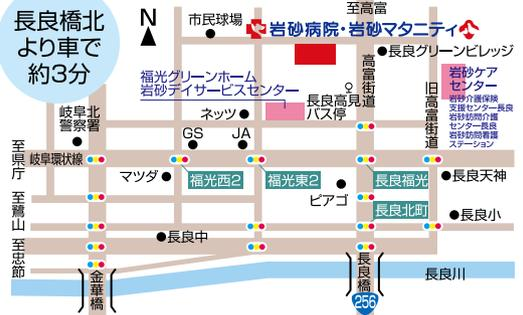 長良橋北
より車で
約3分
N
市民球場
至高富
岩砂病院・岩砂マタニティ
長良グリーンビレッジ
福光グリーンホーム
岩砂デイサービスセンター
長良高見
バス停
高富街道
旧高富街道
岩砂ケア
センター
岩砂介護保険
支援センター長良
岩砂訪問介護
センター長良
岩砂訪問看護
ステーション
岐阜北
警察署
ネッツ
GS
JA
至県庁
岐阜環状線
マツダ
福光西2
福光東2
ピアゴ
長良福光
長良天神
長良北町
長良小
至鷺山
長良中
至忠節
金華橋
長良橋
長良川
256